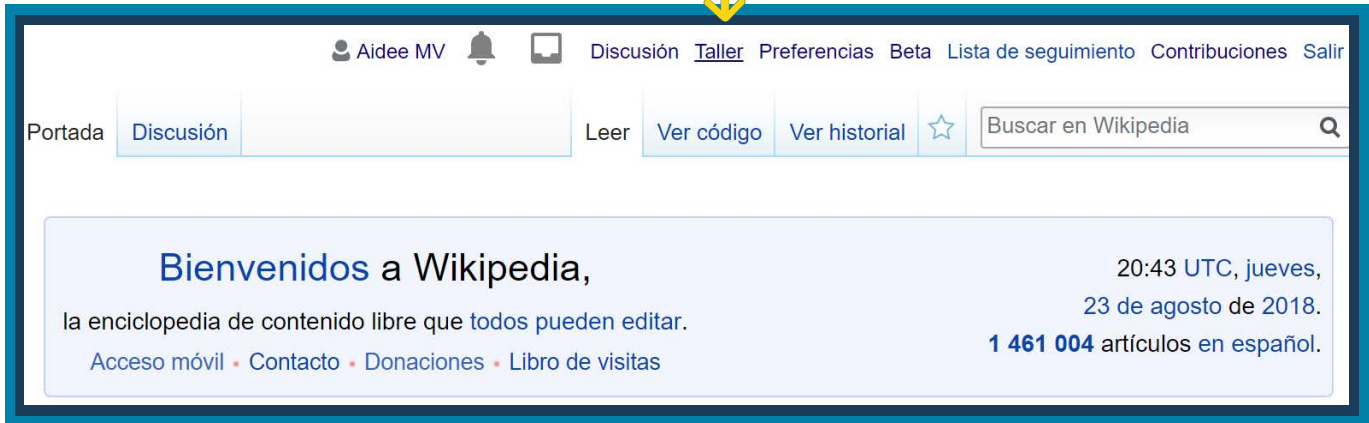 Aidee MV Discusión Taller Preferencias Beta Lista de seguimiento Contribuciones Salir
Portada Discusión Leer Ver código Ver historial Buscar en Wikipedia
Bienvenidos a Wikipedia,
la enciclopedia de contenido libre que todos pueden editar.
Acceso móvil • Contacto • Donaciones • Libro de visitas
20:43 UTC, jueves,
23 de agosto de 2018.
1 461 004 artículos en español.